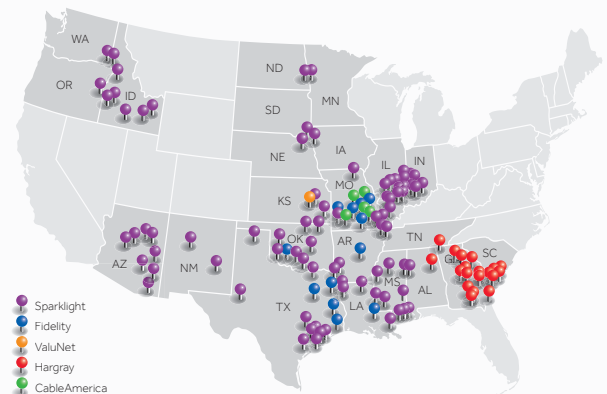 WA
OR
ID
ND
MN
SD
IA
NE
IL
IN
MO
KS
OK
AR
TN
SC
AZ
NM
MS
AL
TX
LA
Sparklight
Fidelity
ValuNet
Hargray
CableAmerica